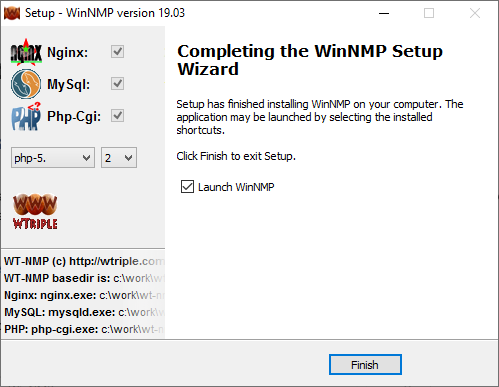 Setup - WinNMP version 19.03
Nginx:
MySql:
Php-Cgi:
php-5.
2
WTRIPLE
WT-NMP (c) http://wtriple.com
WT-NMP basedir is: c:\work\wt
Nginx: nginx.exe: c:\work\wt-n
MySQL: mysqld.exe: c:\work\wt
PHP: php-cgi.exe: c:\work\wt-n
Completing the WinNMP Setup
Wizard
Setup has finished installing WinNMP on your computer. The
application may be launched by selecting the installed
shortcuts.
Click Finish to exit Setup.
Launch WinNMP
Finish